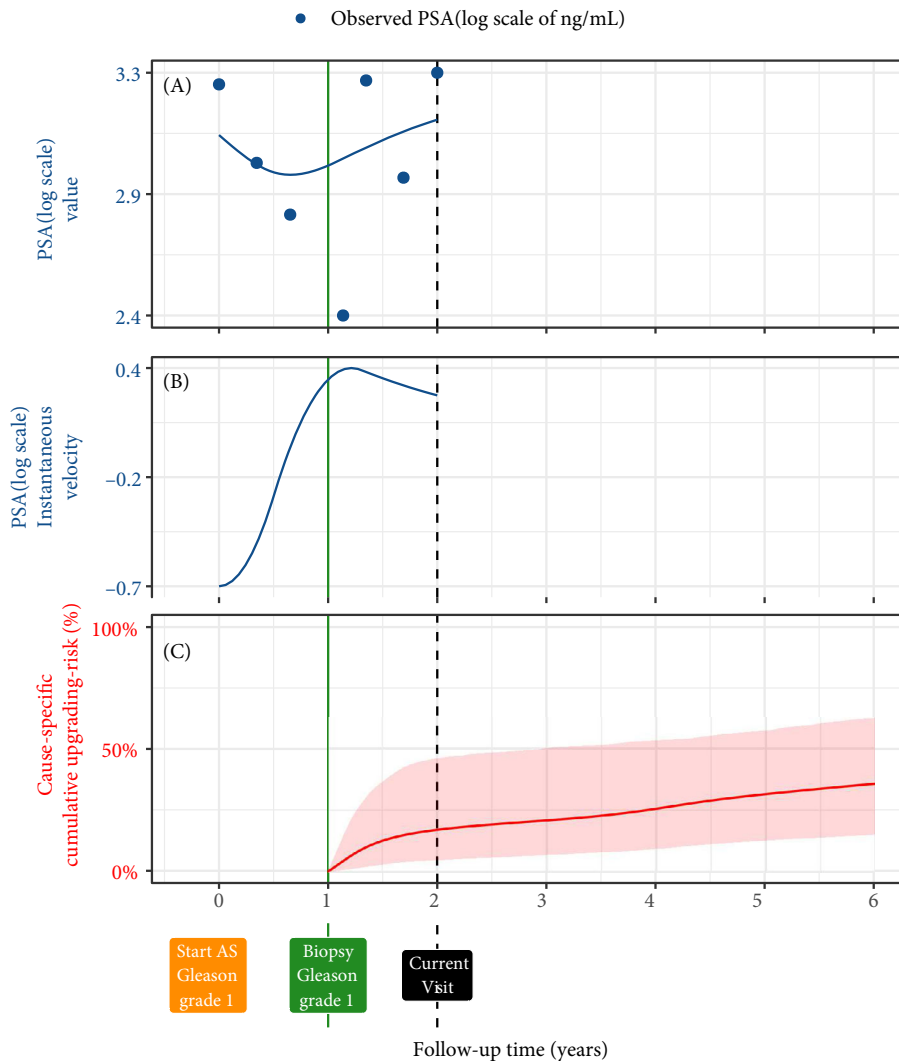 Observed PSA(log scale of ng/mL)
(A)
3.3
2.9
2.4
PSA(log scale)
value
(B)
0.4
−0.2
−0.7
PSA(log scale)
Instantaneous
velocity
(C)
100%
50%
0%
Cause-specific
cumulative upgrading-risk (%)
0 1 2 3 4 5 6
Start AS
Gleason
grade 1
Biopsy
Gleason
grade 1
Current
Visit
Follow-up time (years)